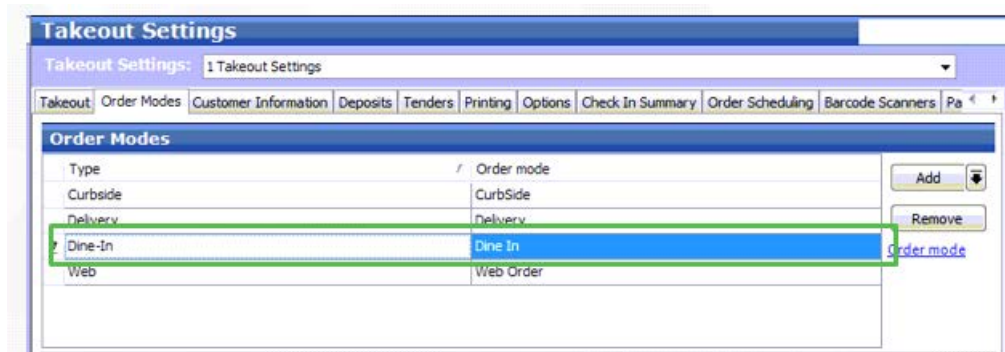 Takeout Settings
Takeout Settings: 1 Takeout Settings
Takeout Order Modes Customer Information Deposits Tenders Printing Options Check In Summary Order Scheduling Barcode Scanners Pa
Order Modes
Type Order mode Add
Curbside CurbSide
Delivery Delivery Remove
Dine-In Dine In Order mode
Web Web Order